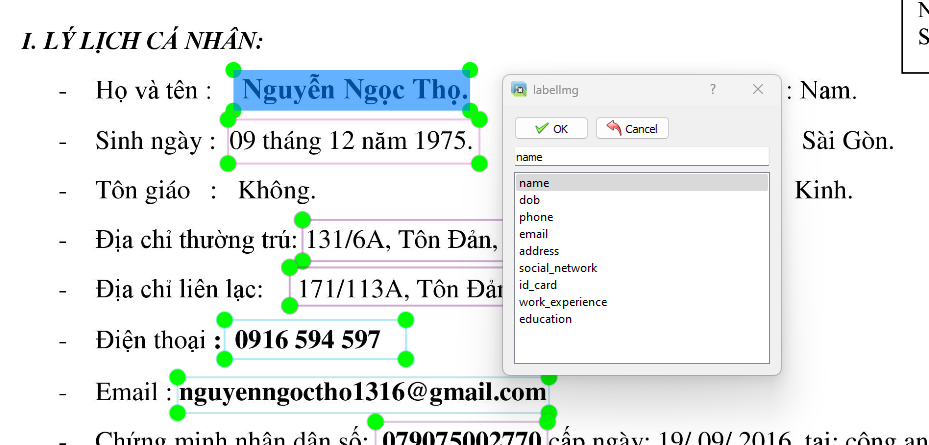 N
I. LÝ LỊCH CÁ NHÂN:
S
- Họ và tên : Nguyễn Ngọc Thọ. : Nam.
- Sinh ngày : 09 tháng 12 năm 1975. Sài Gòn.
- Tôn giáo : Không. Kinh.
- Địa chỉ thường trú: 131/6A, Tôn Đản,
- Địa chỉ liên lạc: 171/113A, Tôn Đản
- Điện thoại : 0916 594 597
- Email : nguyenngoctho1316@gmail.com
- Chứng minh nhân dân số: 079075002770 cấp ngày: 19/ 09/ 2016, tại: công an
labelImg
OK Cancel
name
name
dob
phone
email
address
social_network
id_card
work_experience
education